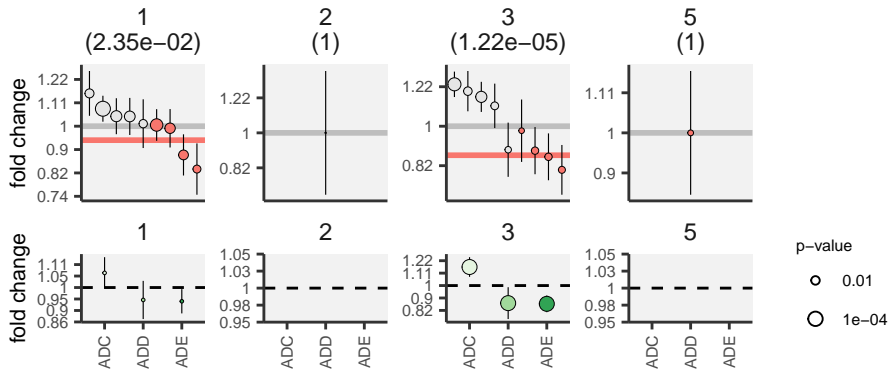 1
(2.35e−02)
2
(1)
3
(1.22e−05)
5
(1)
fold change
1.22
1.11
1
0.9
0.82
0.74
1.22
1
0.82
1.22
1
0.82
1.11
1
0.9
1
2
3
5
fold change
1.11
1.05
1
0.95
0.9
0.86
1.05
1.03
1
0.98
0.95
1.22
1.11
1
0.9
0.82
1.05
1.03
1
0.98
0.95
ADC
ADD
ADE
ADC
ADD
ADE
ADC
ADD
ADE
ADC
ADD
ADE
p−value
0.01
1e−04